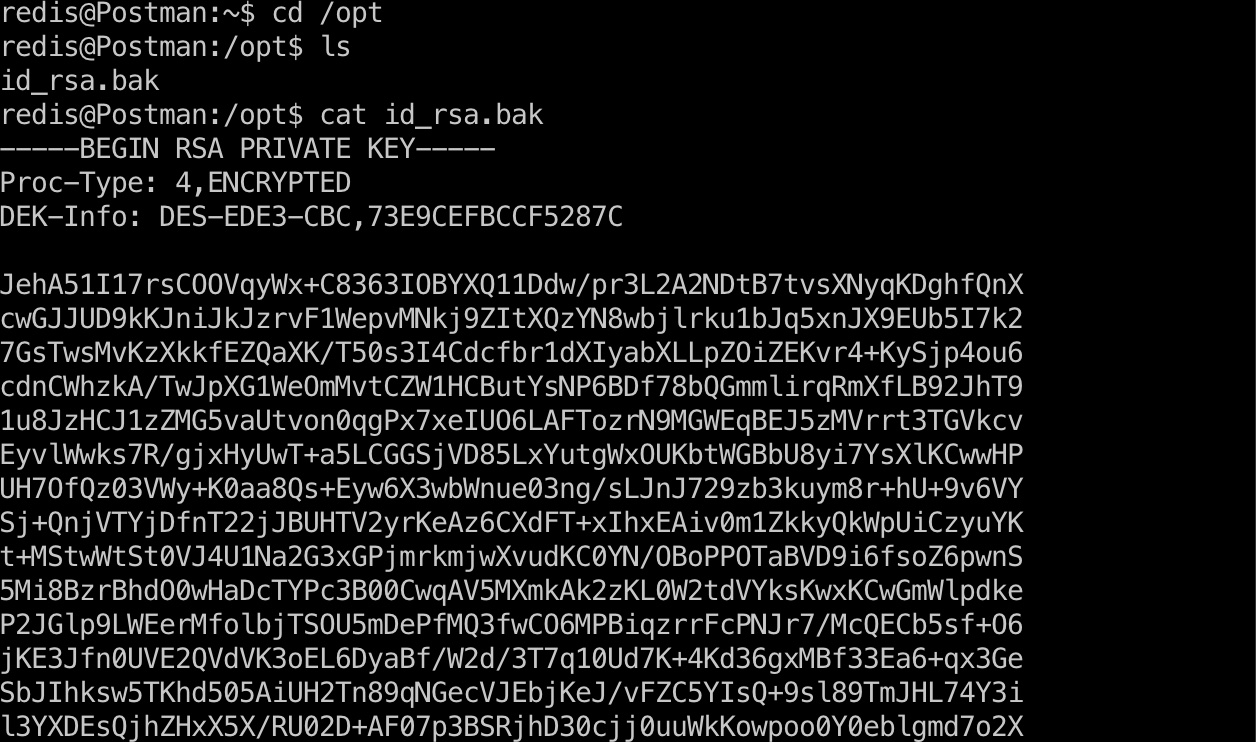 redis@Postman:~$ cd /opt
redis@Postman:/opt$ ls
id_rsa.bak
redis@Postman:/opt$ cat id_rsa.bak
-----BEGIN RSA PRIVATE KEY-----
Proc-Type: 4,ENCRYPTED
DEK-Info: DES-EDE3-CBC,73E9CEFBCCF5287C

JehA51I17rsCOOVqyWx+C8363IOBYXQ11Ddw/pr3L2A2NDtB7tvsXNyqKDghfQnX
cwGJJUD9kKJniJkJzrvF1WepvMNkj9ZItXQzYN8wbjlrku1bJq5xnJX9EUb5I7k2
7GsTwsMvKzXkkfEZQaXK/T50s3I4Cdcfbr1dXIyabXLLpZOiZEKvr4+KySjp4ou6
cdnCWhzkA/TwJpXG1WeOmMvtCZW1HCButYsNP6BDf78bQGmmlirqRmXfLB92JhT9
1u8JzHCJ1zZMG5vaUtvon0qgPx7xeIUO6LAFTozrN9MGWEqBEJ5zMVrrt3TGVkcv
EyvlWwks7R/gjxHyUwT+a5LCGGSjVD85LxYutgWxOUKbtWGBbU8yi7YsXlKCwwHP
UH7OfQz03VWy+K0aa8Qs+Eyw6X3wbWnue03ng/sLJnJ729zb3kuym8r+hU+9v6VY
Sj+QnjVTYjDfnT22jJBUHTV2yrKeAz6CXdFT+xIhxEAiv0m1ZkkyQkWpUiCzyuYK
t+MStwWtSt0VJ4U1Na2G3xGPjmrkmjwXvudKC0YN/OBoPPOTaBVD9i6fsoZ6pwnS
5Mi8BzrBhdO0wHaDcTYPc3B00CwqAV5MXmkAk2zKL0W2tdVYksKwxKCwGmWlpdke
P2JGlp9LWEerMfolbjTSOU5mDePfMQ3fwCO6MPBiqzrrFcPNJr7/McQECb5sf+O6
jKE3Jfn0UVE2QVdVK3oEL6DyaBf/W2d/3T7q10Ud7K+4Kd36gxMBf33Ea6+qx3Ge
SbJIhksw5TKhd505AiUH2Tn89qNGecVJEbjKeJ/vFZC5YIsQ+9sl89TmJHL74Y3i
l3YXDEsQjhZHxX5X/RU02D+AF07p3BSRjhD30cjj0uuWkKowpoo0Y0eblgmd7o2X